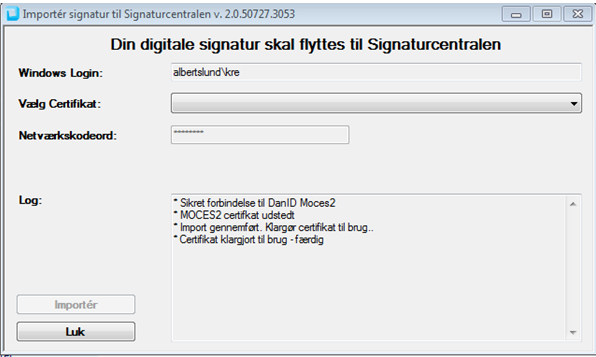 Importér signatur til Signaturcentralen v. 2.0.50727.3053
Din digitale signatur skal flyttes til Signaturcentralen
Windows Login: albertslund\kre
Vælg Certifikat:
Netværkskodeord: ********
Log:
* Sikret forbindelse til DanID Moces2
* MOCES2 certifkat udstedt
* Import gennemført. Klargør certifikat til brug..
* Certifikat klargjort til brug - færdig
Importér
Luk